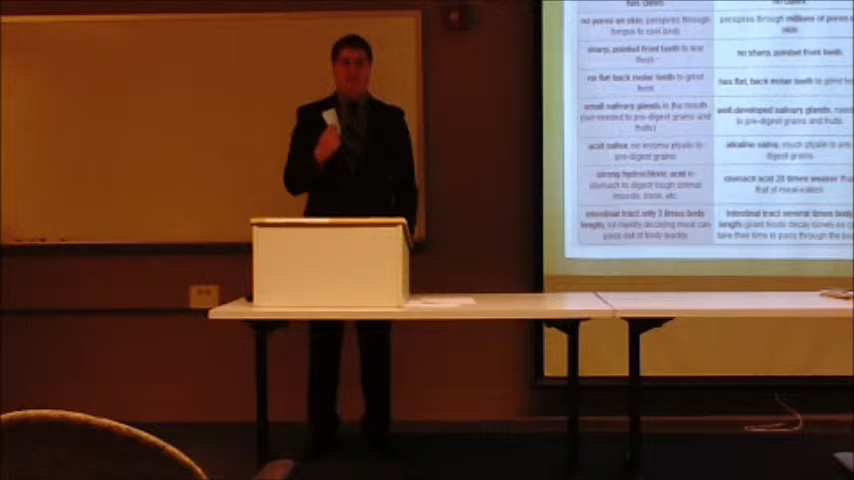 has claws
no claws
no pores on skin, perspires through
tongue to cool body
perspires through millions of pores
skin
sharp, pointed front teeth to tear
flesh
no sharp, pointed front teeth
no flat back molar teeth to grind
food
has flat, back molar teeth to grind
small salivary glands in the mouth
(not needed to pre-digest grains and
fruits)
well developed salivary glands,
to pre-digest grains and fruits
acid saliva, no enzyme ptyalin to
pre-digest grains
alkaline saliva, much ptyalin to pre
digest grains
strong hydrochloric acid in
stomach to digest tough animal
muscle, bone, etc.
stomach acid 20 times weaker
that of meat-eaters
intestinal tract only 3 times body
length, so rapidly decaying meat can
pass out of body quickly
intestinal tract several times body
length (plant foods decay slowly so
take their time to pass through the